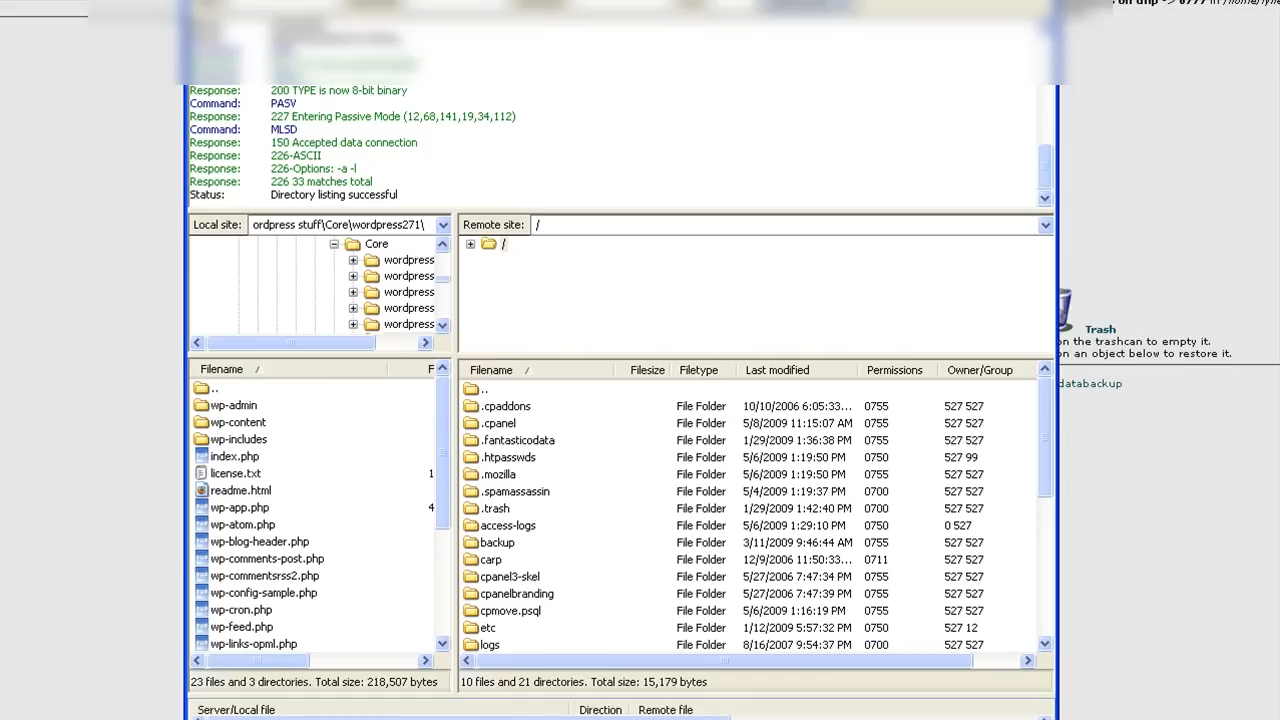 on dnp -> 0777 in /home/
Response: 200 TYPE is now 8-bit binary
Command: PASV
Response: 227 Entering Passive Mode (12,68,141,19,34,112)
Command: MLSD
Response: 150 Accepted data connection
Response: 226-ASCII
Response: 226-Options: -a -l
Response: 226 33 matches total
Status: Directory listing successful
Local site: ordpress stuff\Core\wordpress271\
Remote site: /
Core
/
wordpress
wordpress
wordpress
wordpress
wordpress
Trash
on the trashcan to empty it.
on an object below to restore it.
databackup
Filename / F
..
wp-admin
wp-content
wp-includes
index.php
license.txt 1
readme.html
wp-app.php 4
wp-atom.php
wp-blog-header.php
wp-comments-post.php
wp-commentsrss2.php
wp-config-sample.php
wp-cron.php
wp-feed.php
wp-links-opml.php
23 files and 3 directories. Total size: 218,507 bytes
Filename / Filesize Filetype Last modified Permissions Owner/Group
..
.cpaddons File Folder 10/10/2006 6:05:33... 0755 527 527
.cpanel File Folder 5/8/2009 11:15:07 AM 0755 527 527
.fantasticodata File Folder 1/29/2009 1:36:38 PM 0755 527 527
.htpasswds File Folder 5/6/2009 1:19:50 PM 0750 527 99
.mozilla File Folder 5/6/2009 1:19:50 PM 0755 527 527
.spamassassin File Folder 5/4/2009 1:19:37 PM 0700 527 527
.trash File Folder 1/29/2009 1:42:40 PM 0700 527 527
access-logs File Folder 5/6/2009 1:29:10 PM 0750 0 527
backup File Folder 3/11/2009 9:46:44 AM 0755 527 527
carp File Folder 12/9/2006 11:50:33... 0711 527 527
cpanel3-skel File Folder 5/27/2006 7:47:34 PM 0755 527 527
cpanelbranding File Folder 5/27/2006 7:47:39 PM 0755 527 527
cpmove.psql File Folder 5/6/2009 1:16:19 PM 0755 527 527
etc File Folder 1/12/2009 5:57:32 PM 0750 527 12
logs File Folder 8/16/2007 9:54:37 PM 0700 527 527
10 files and 21 directories. Total size: 15,179 bytes
Server/Local file Direction Remote file